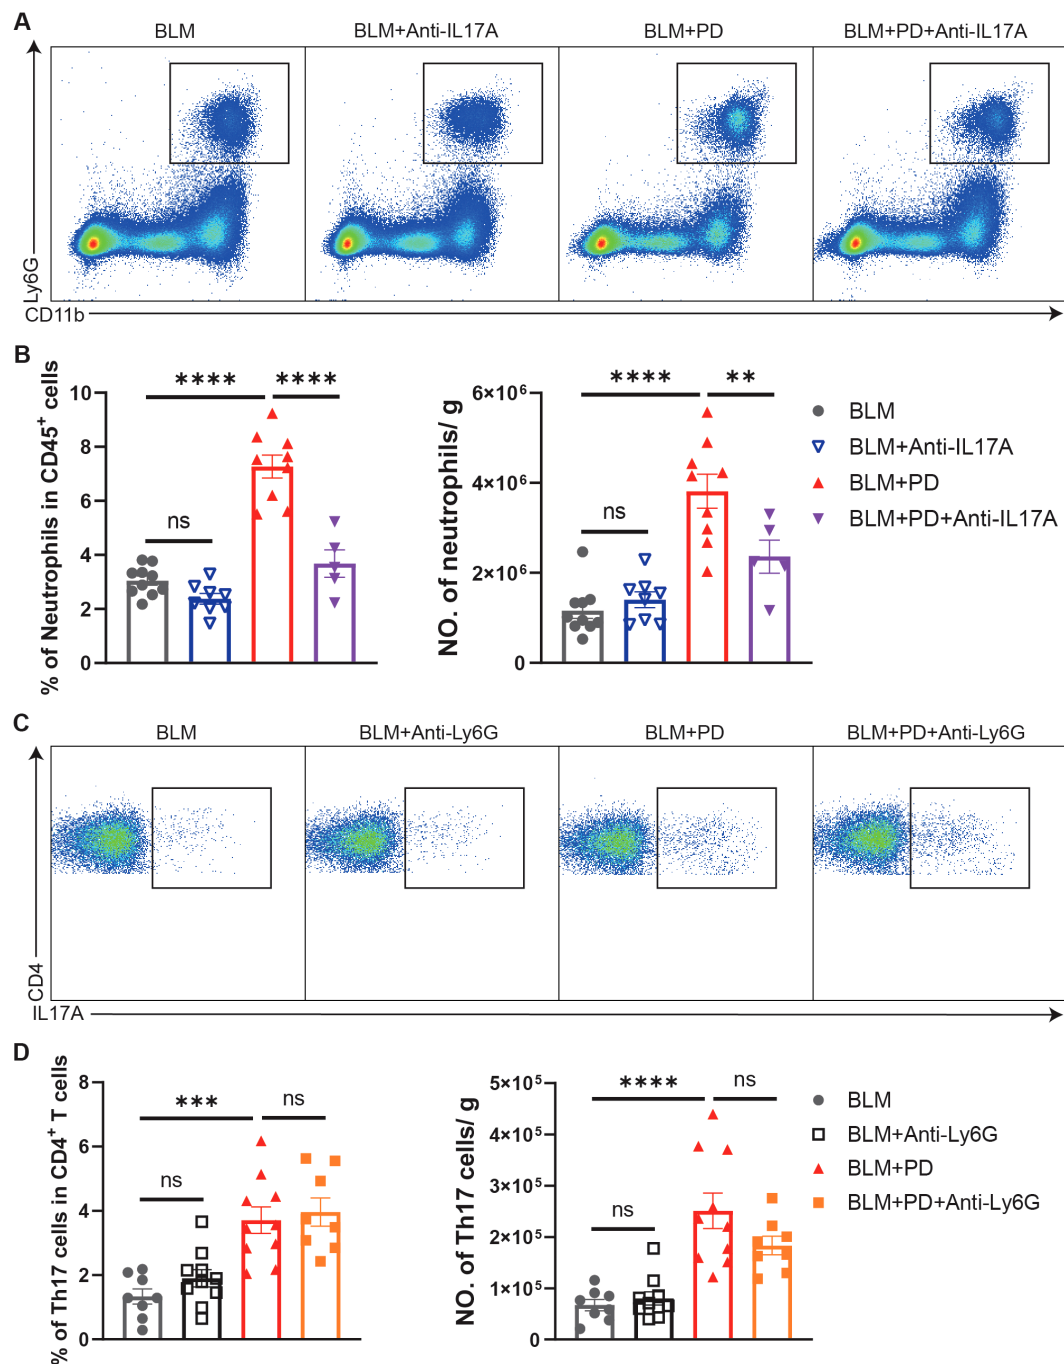 A
BLM
BLM+Anti-IL17A
BLM+PD
BLM+PD+Anti-IL17A
Ly6G
CD11b
B
% of Neutrophils in CD45⁺ cells
10
8
6
4
2
0
ns
****
****
NO. of neutrophils/ g
6×10⁶
4×10⁶
2×10⁶
0
ns
****
**
BLM
BLM+Anti-IL17A
BLM+PD
BLM+PD+Anti-IL17A
C
BLM
BLM+Anti-Ly6G
BLM+PD
BLM+PD+Anti-Ly6G
CD4
IL17A
D
% of Th17 cells in CD4⁺ T cells
8
6
4
2
0
ns
***
ns
NO. of Th17 cells/ g
5×10⁵
4×10⁵
3×10⁵
2×10⁵
1×10⁵
0
ns
****
ns
BLM
BLM+Anti-Ly6G
BLM+PD
BLM+PD+Anti-Ly6G